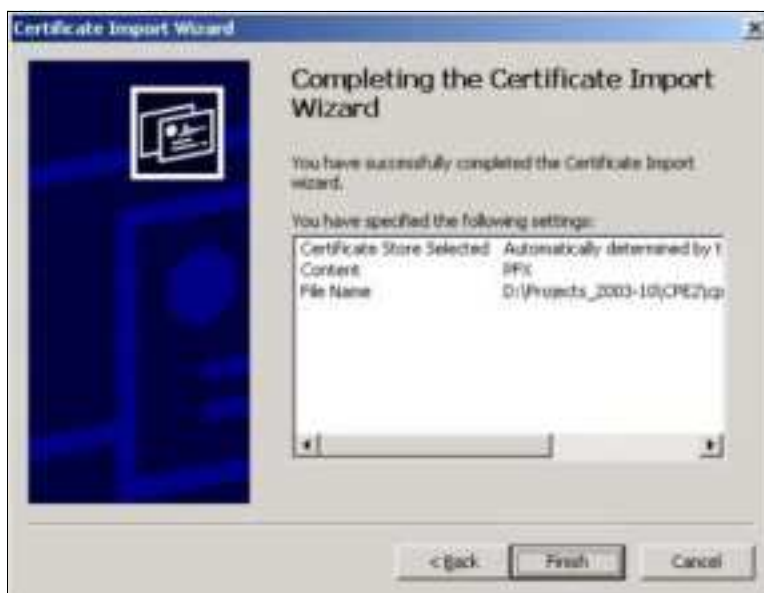 Certificate Import Wizard
Completing the Certificate Import
Wizard
You have successfully completed the Certificate Import
wizard.
You have specified the following settings:
Certificate Store Selected Automatically determined by t
Content PFX
File Name D:\Projects_2003-10\CPE2\cp
< Back Finish Cancel